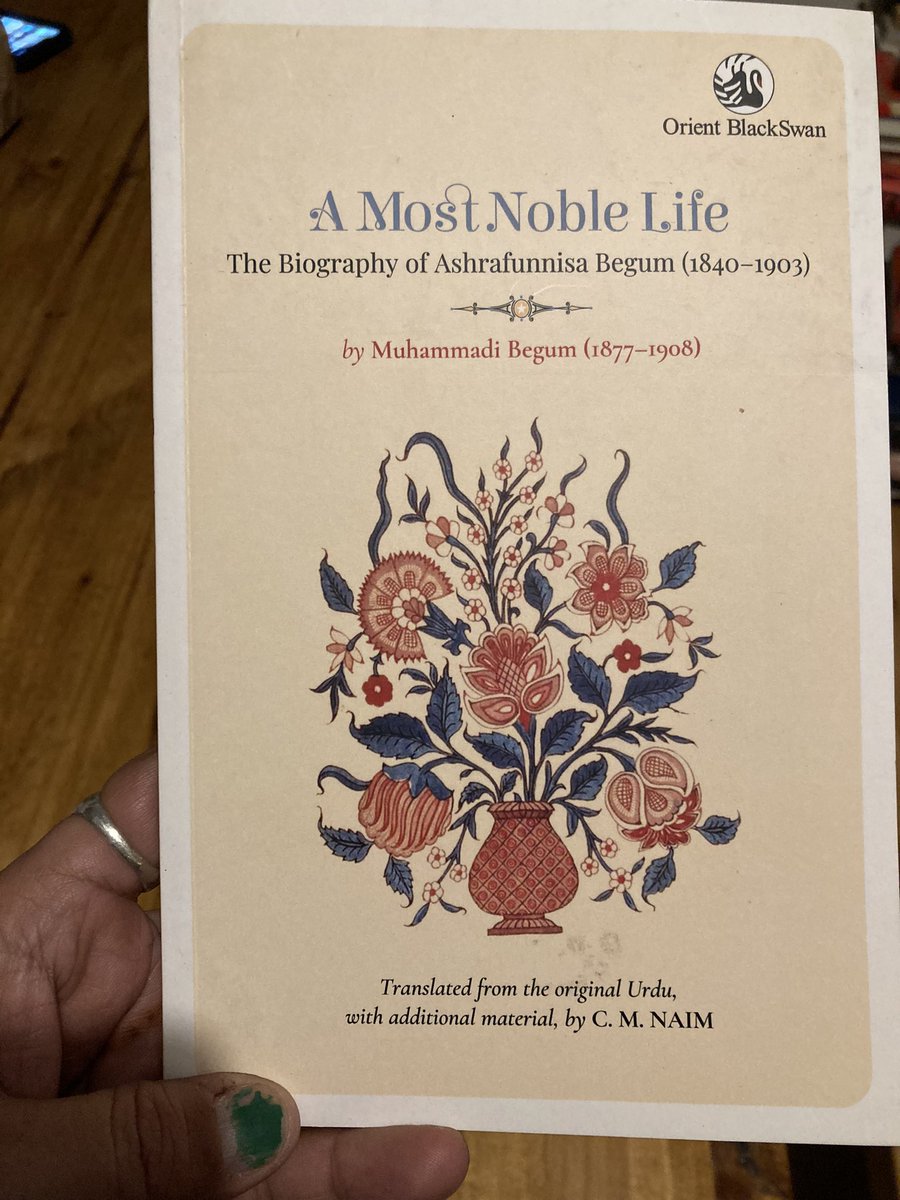 Orient BlackSwan
A Most Noble Life
The Biography of Ashrafunnisa Begum (1840–1903)
by Muhammadi Begum (1877–1908)
Translated from the original Urdu,
with additional material, by C. M. NAIM